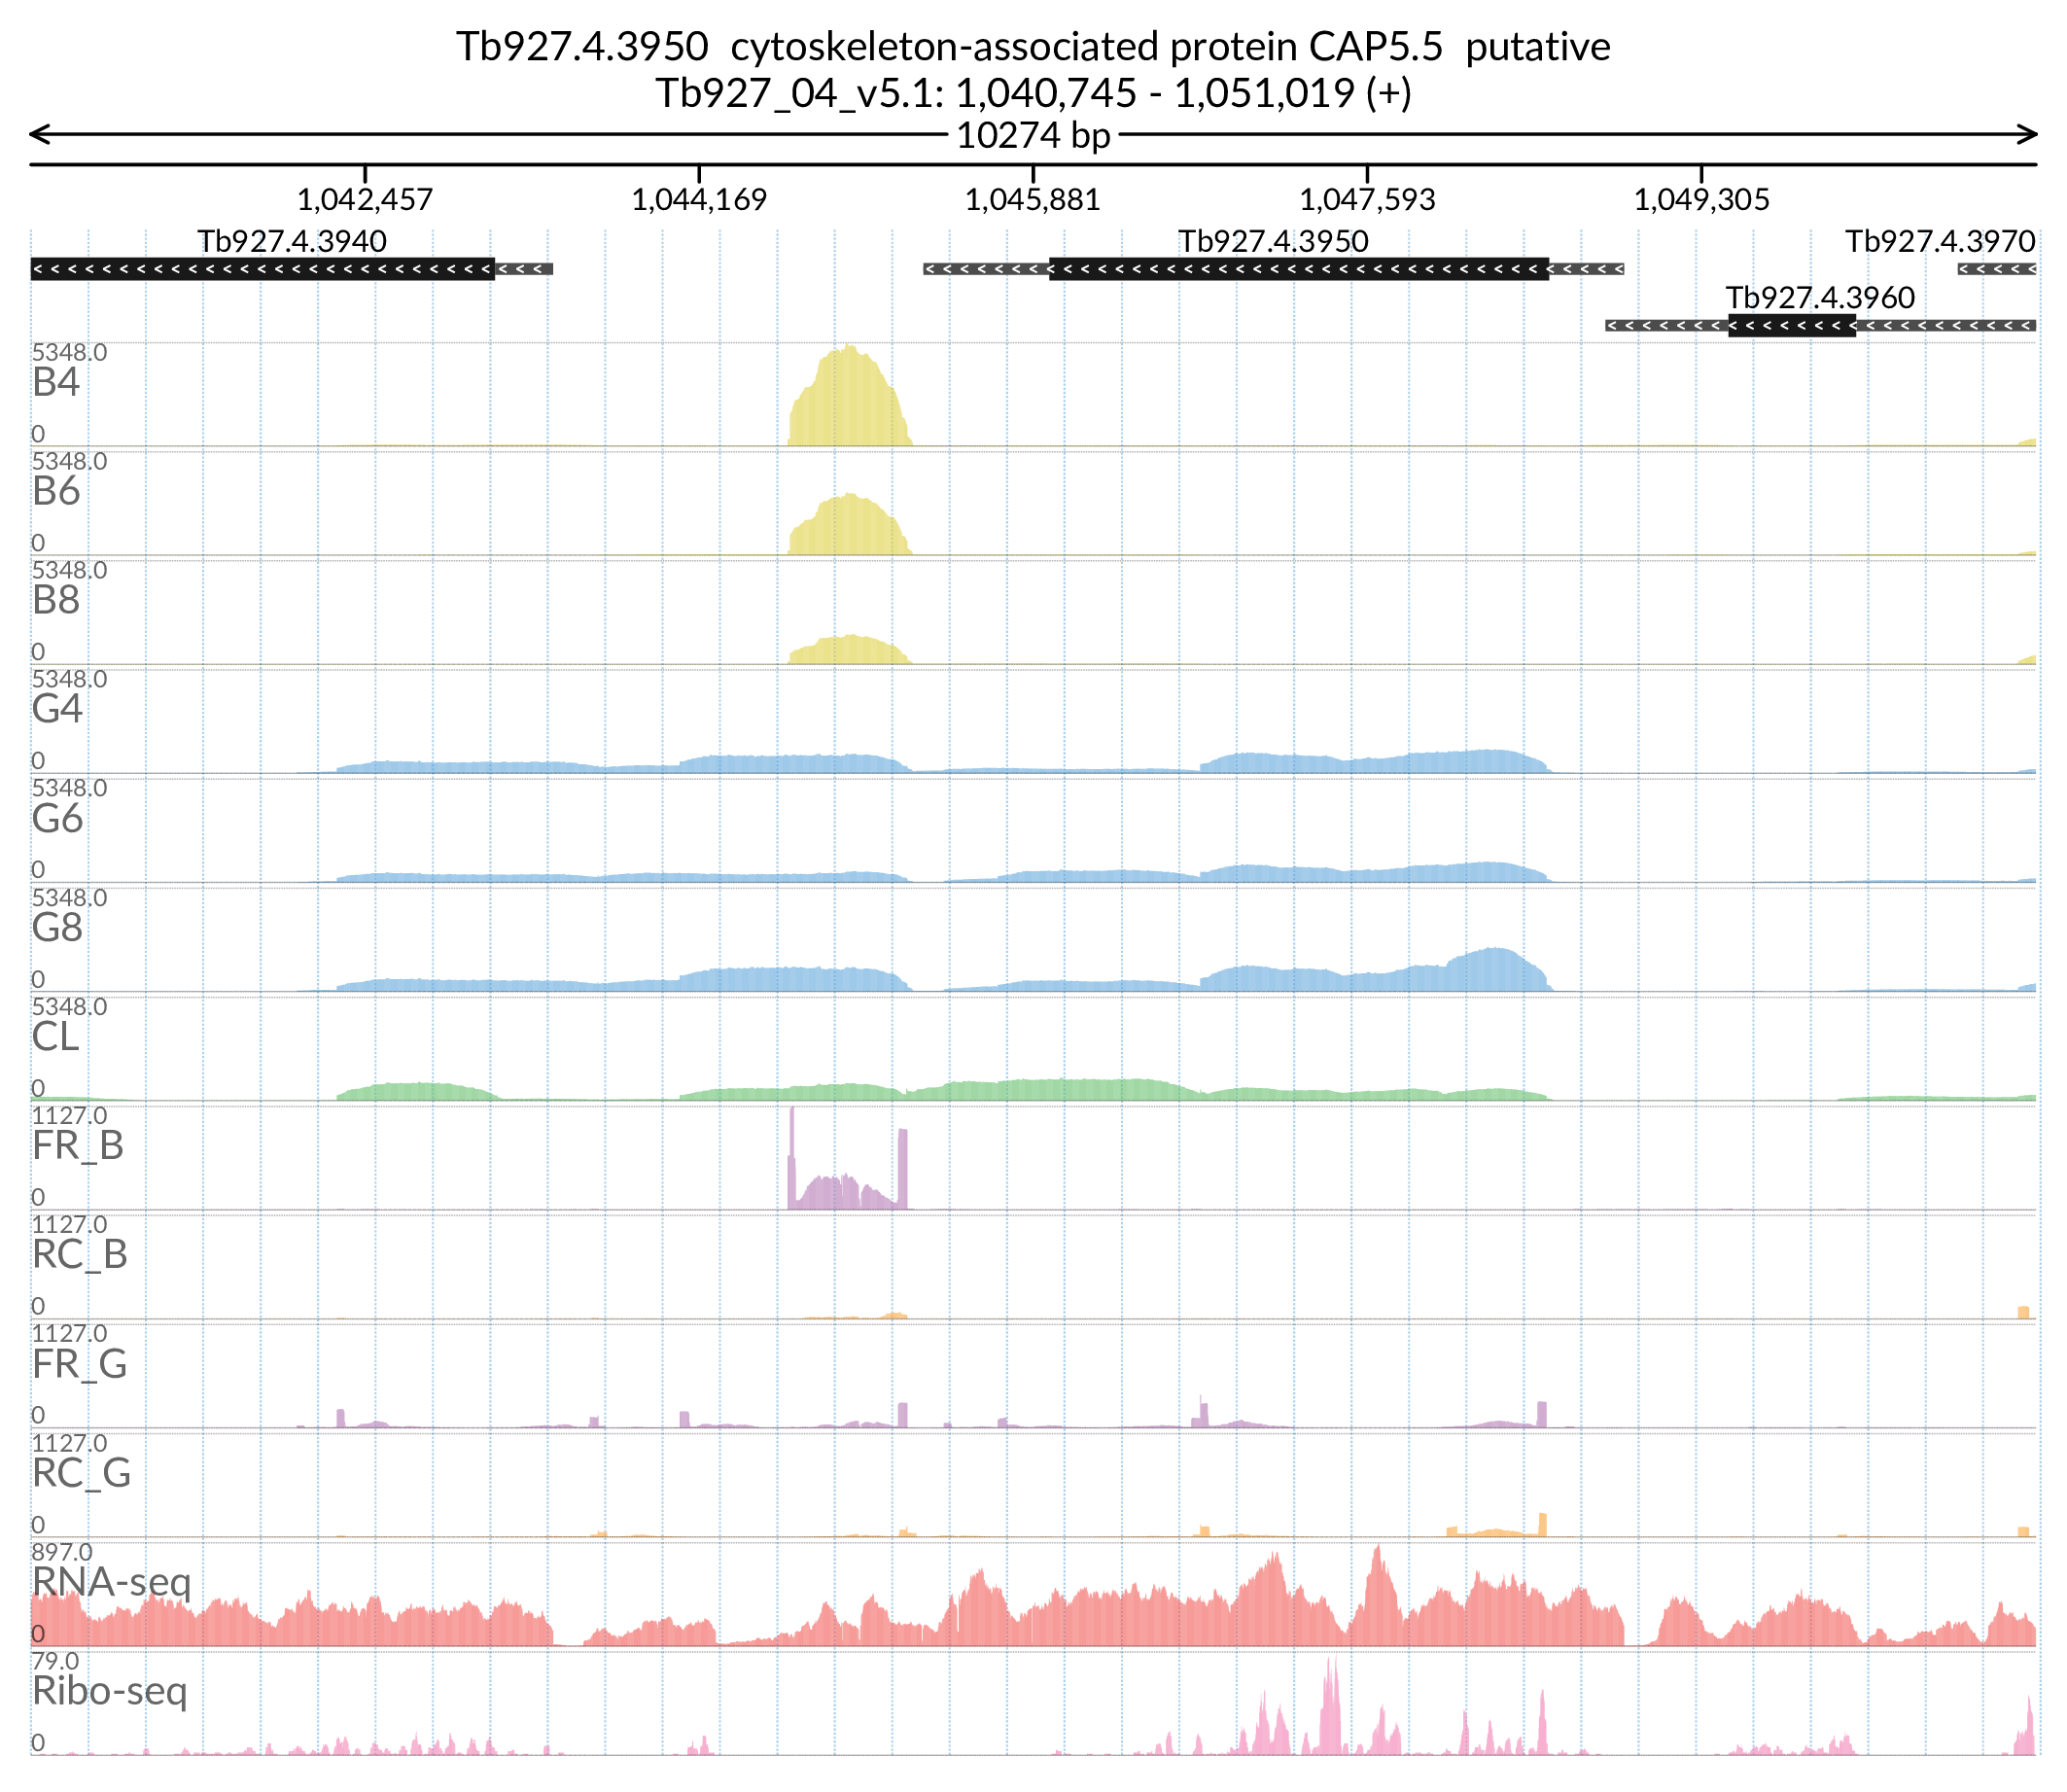 Tb927.4.3950 cytoskeleton-associated protein CAP5.5 putative
Tb927_04_v5.1: 1,040,745 - 1,051,019 (+)
10274 bp
1,042,457 1,044,169 1,045,881 1,047,593 1,049,305
Tb927.4.3940 Tb927.4.3950 Tb927.4.3970
Tb927.4.3960
5348.0
B4
0
5348.0
B6
0
5348.0
B8
0
5348.0
G4
0
5348.0
G6
0
5348.0
G8
0
5348.0
CL
0
1127.0
FR_B
0
1127.0
RC_B
0
1127.0
FR_G
0
1127.0
RC_G
0
897.0
RNA-seq
0
79.0
Ribo-seq
0